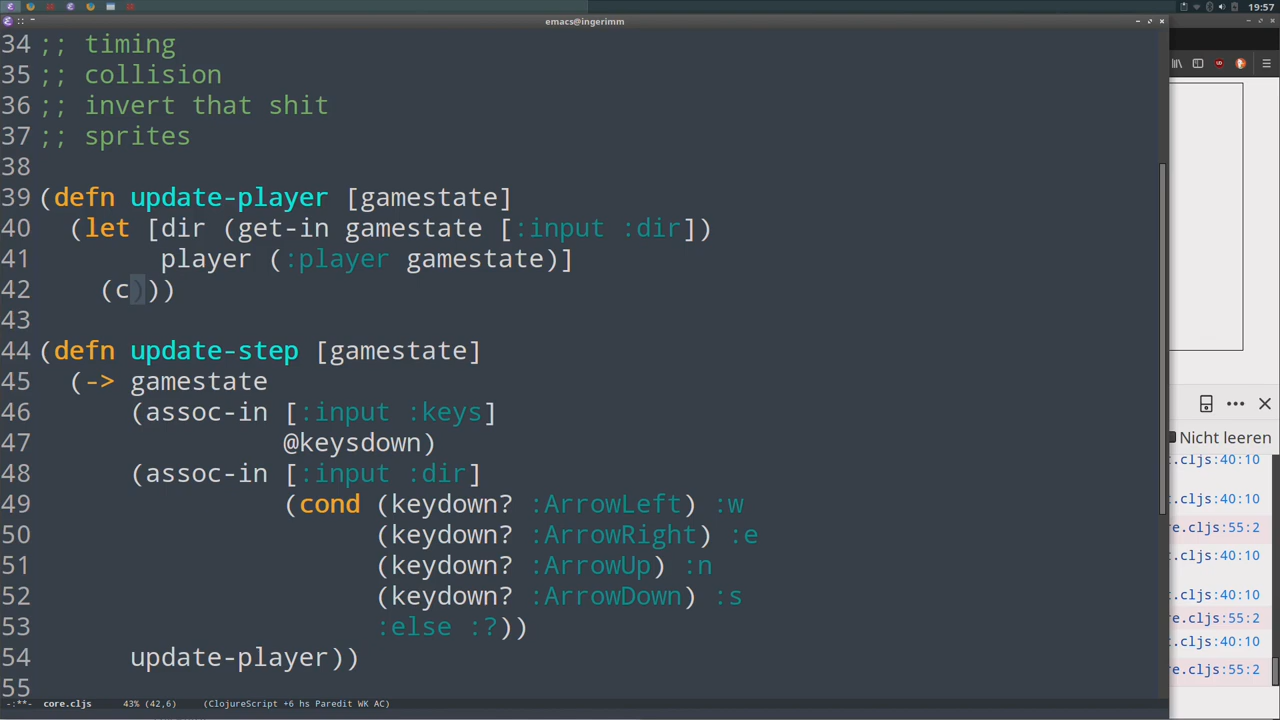 19:57
emacs@ingerimm
34 ;; timing
35 ;; collision
36 ;; invert that shit
37 ;; sprites
38
39 (defn update-player [gamestate]
40 (let [dir (get-in gamestate [:input :dir])
41 player (:player gamestate)]
42 (c)))
43
44 (defn update-step [gamestate]
45 (-> gamestate
46 (assoc-in [:input :keys]
47 @keysdown)
48 (assoc-in [:input :dir]
49 (cond (keydown? :ArrowLeft) :w
50 (keydown? :ArrowRight) :e
51 (keydown? :ArrowUp) :n
52 (keydown? :ArrowDown) :s
53 :else :?))
54 update-player))
55
-:**- core.cljs 43% (42,6) (ClojureScript +6 hs Paredit WK AC)
Nicht leeren
.cljs:40:10
.cljs:40:10
re.cljs:55:2
.cljs:40:10
.cljs:40:10
re.cljs:55:2
.cljs:40:10
re.cljs:55:2